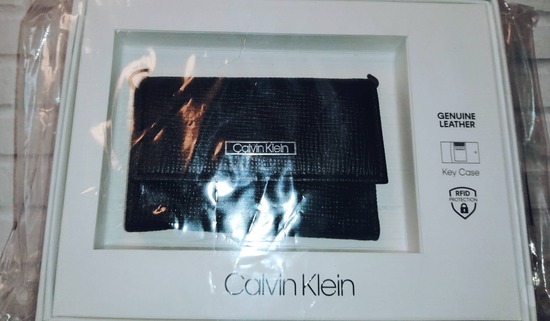 GENUINE
LEATHER
Calvin Klein
Key Case
RFID
PROTECTION
Calvin Klein